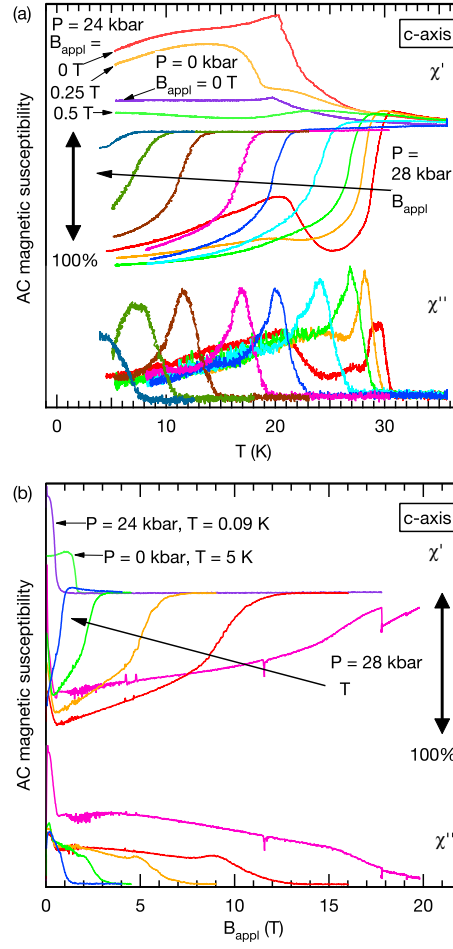 (a)
P = 24 kbar
c-axis
B_appl =
P = 0 kbar
χ'
0 T
B_appl = 0 T
0.25 T
0.5 T
P =
28 kbar
B_appl
100%
AC magnetic susceptibility
χ''
0 10 20 30
T (K)
(b)
c-axis
P = 24 kbar, T = 0.09 K
χ'
P = 0 kbar, T = 5 K
P = 28 kbar
T
100%
AC magnetic susceptibility
χ''
0 5 10 15 20
B_appl (T)